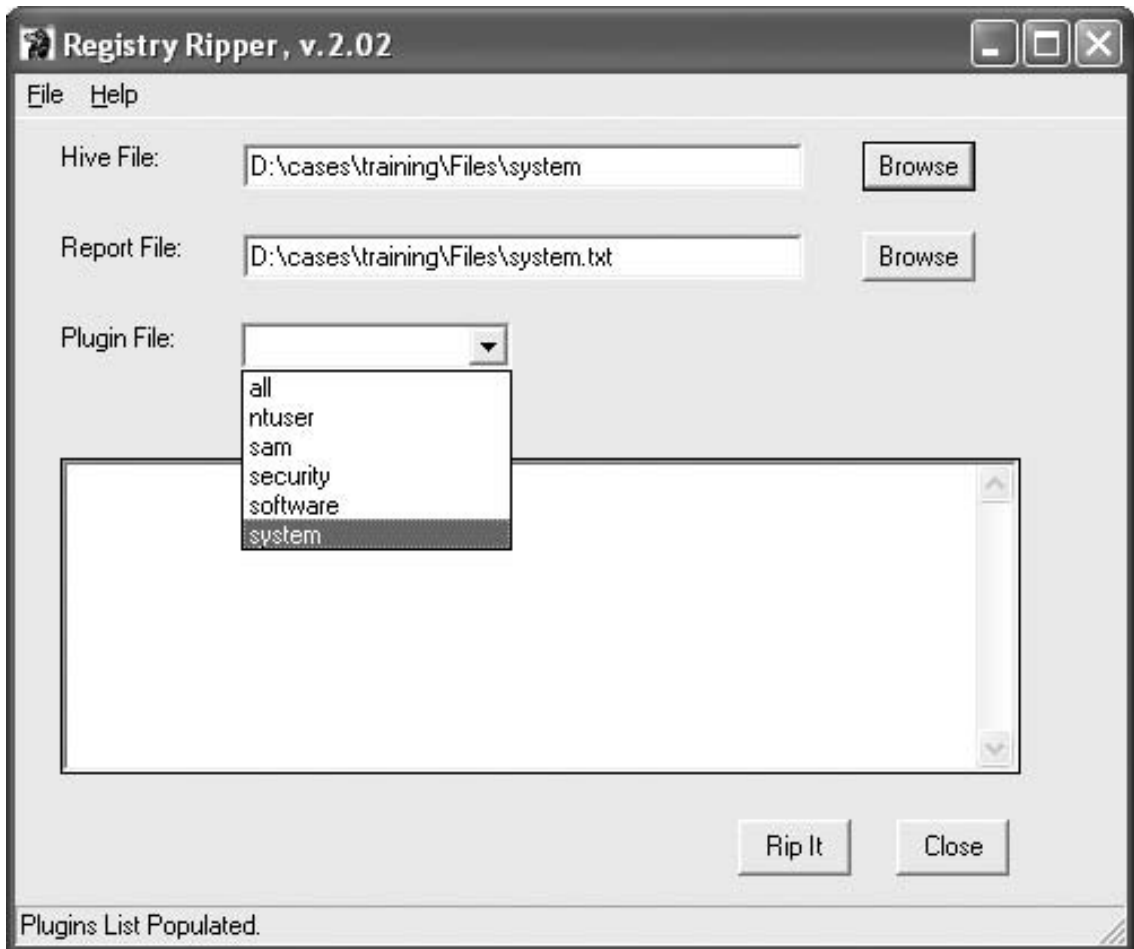 Registry Ripper, v.2.02
File Help
Hive File: D:\cases\training\Files\system Browse
Report File: D:\cases\training\Files\system.txt Browse
Plugin File:
all
ntuser
sam
security
software
system
Rip It Close
Plugins List Populated.